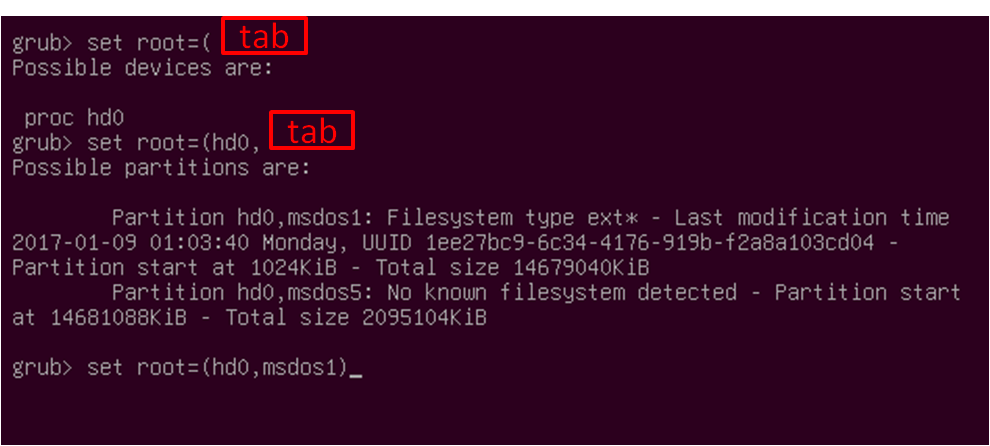 grub> set root=( tab
Possible devices are:
proc hd0
grub> set root=(hd0, tab
Possible partitions are:
Partition hd0,msdos1: Filesystem type ext* - Last modification time
2017-01-09 01:03:40 Monday, UUID 1ee27bc9-6c34-4176-919b-f2a8a103cd04 -
Partition start at 1024KiB - Total size 14679040KiB
Partition hd0,msdos5: No known filesystem detected - Partition start
at 14681088KiB - Total size 2095104KiB
grub> set root=(hd0,msdos1)_